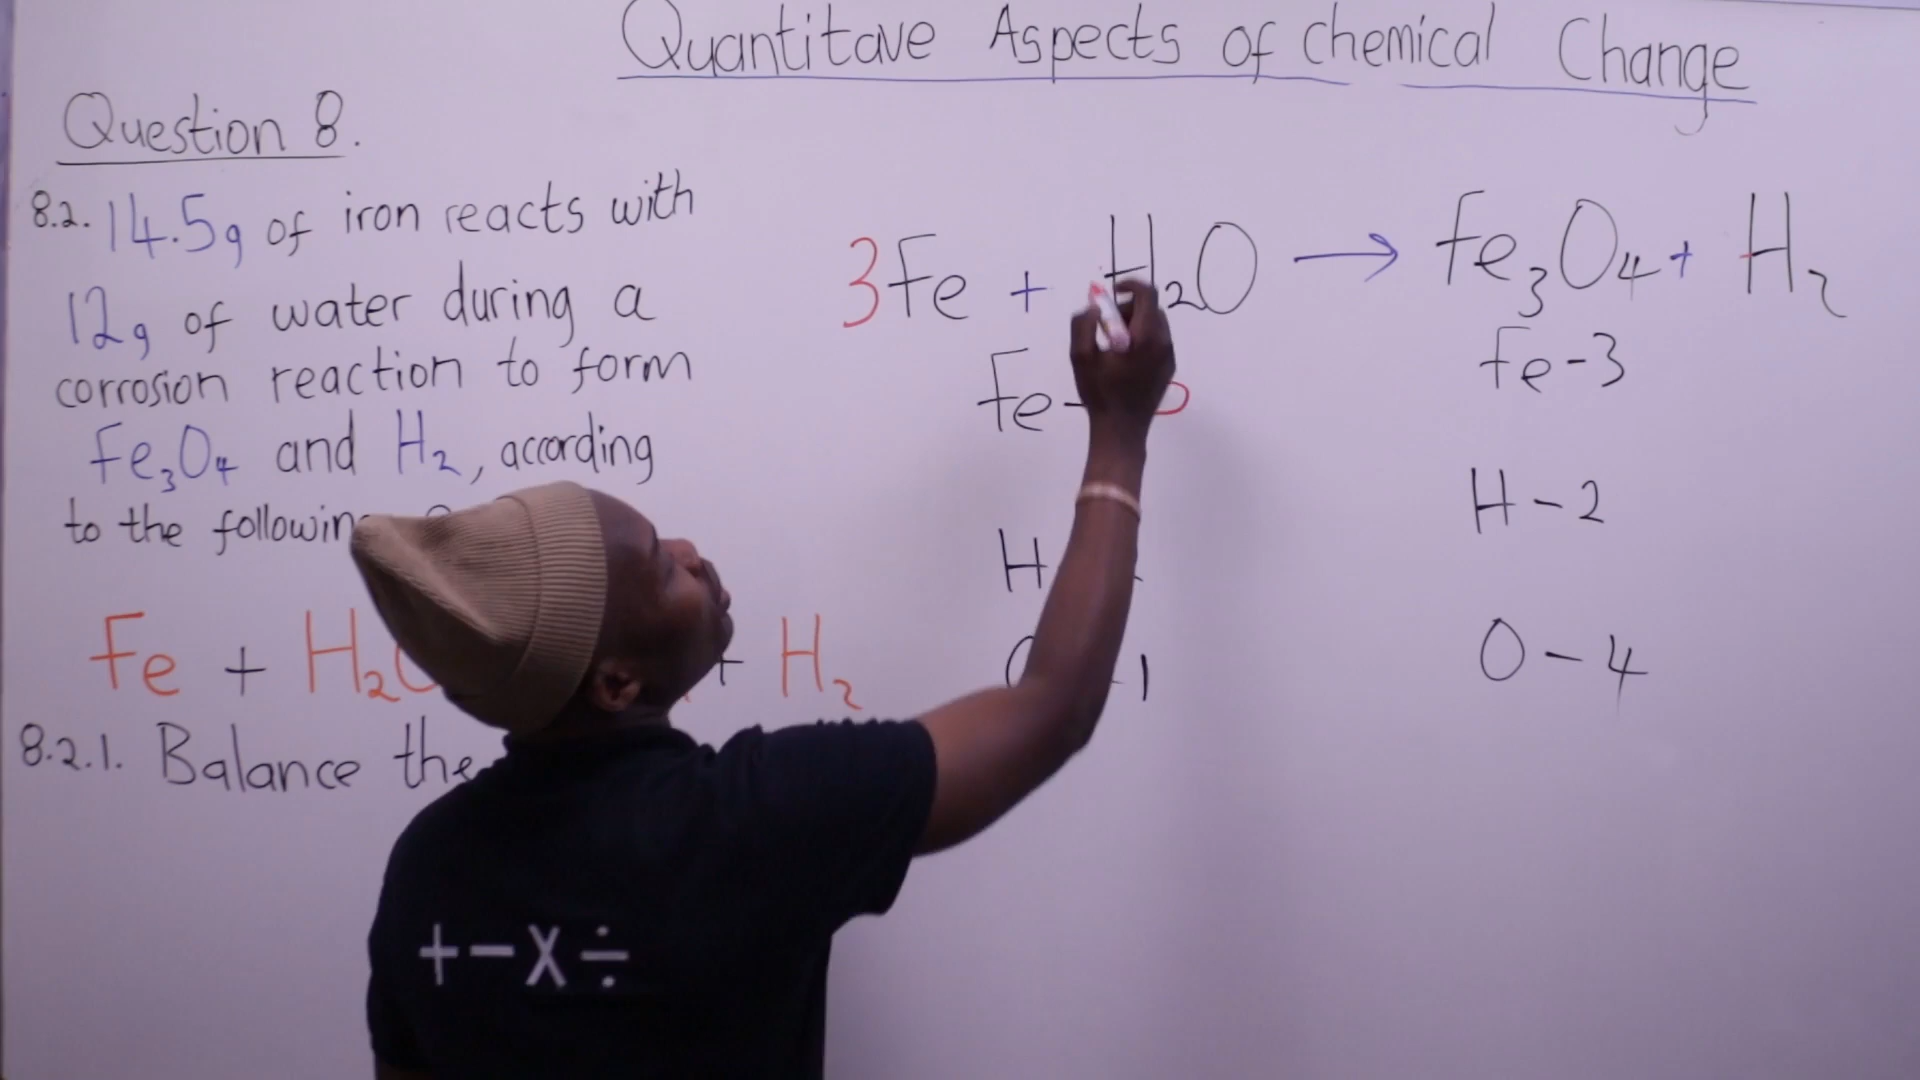 Quantitave Aspects of Chemical Change
Question 8.
8.2. 14.5g of iron reacts with
12g of water during a
corrosion reaction to form
Fe₃O₄ and H₂, according
to the
Fe + H₂ + H₂
8.2.1. Balance the
3Fe + H₂O → Fe₃O₄ + H₂
Fe -
H
1
Fe - 3
H - 2
O - 4
+ - X ÷